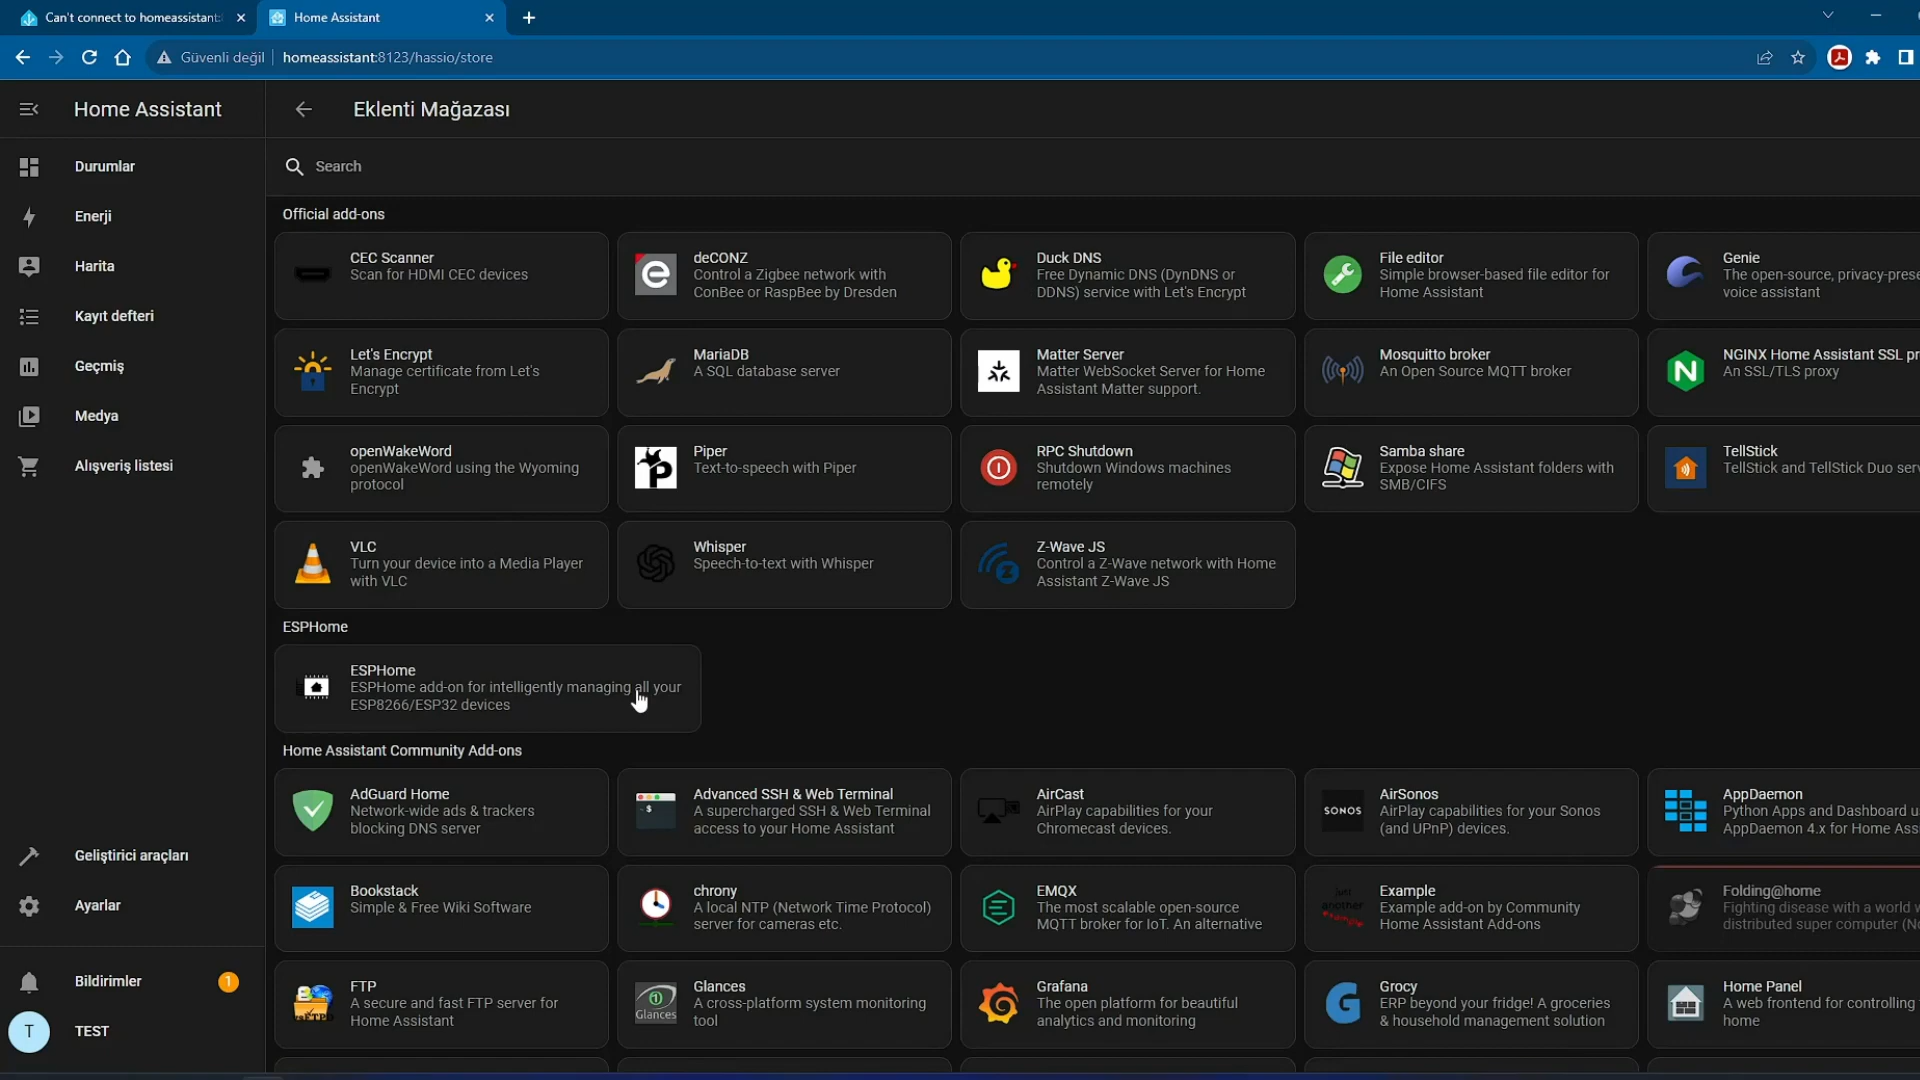 Can't connect to homeassistant:
Home Assistant
Güvenli değil
homeassistant:8123/hassio/store
Home Assistant
Durumlar
Enerji
Harita
Kayıt defteri
Geçmiş
Medya
Alışveriş listesi
Geliştirici araçları
Ayarlar
Bildirimler
1
T
TEST
Eklenti Mağazası
Search
Official add-ons
CEC Scanner
Scan for HDMI CEC devices
deCONZ
Control a Zigbee network with
ConBee or RaspBee by Dresden
Duck DNS
Free Dynamic DNS (DynDNS or
DDNS) service with Let's Encrypt
File editor
Simple browser-based file editor for
Home Assistant
Genie
The open-source, privacy-prese
voice assistant
Let's Encrypt
Manage certificate from Let's
Encrypt
MariaDB
A SQL database server
Matter Server
Matter WebSocket Server for Home
Assistant Matter support.
Mosquitto broker
An Open Source MQTT broker
NGINX Home Assistant SSL pr
An SSL/TLS proxy
openWakeWord
openWakeWord using the Wyoming
protocol
Piper
Text-to-speech with Piper
RPC Shutdown
Shutdown Windows machines
remotely
Samba share
Expose Home Assistant folders with
SMB/CIFS
TellStick
TellStick and TellStick Duo serv
VLC
Turn your device into a Media Player
with VLC
Whisper
Speech-to-text with Whisper
Z-Wave JS
Control a Z-Wave network with Home
Assistant Z-Wave JS
ESPHome
ESPHome
ESPHome add-on for intelligently managing all your
ESP8266/ESP32 devices
Home Assistant Community Add-ons
AdGuard Home
Network-wide ads & trackers
blocking DNS server
Advanced SSH & Web Terminal
A supercharged SSH & Web Terminal
access to your Home Assistant
AirCast
AirPlay capabilities for your
Chromecast devices.
SONOS
AirSonos
AirPlay capabilities for your Sonos
(and UPnP) devices.
AppDaemon
Python Apps and Dashboard u
AppDaemon 4.x for Home Ass
Bookstack
Simple & Free Wiki Software
chrony
A local NTP (Network Time Protocol)
server for cameras etc.
EMQX
The most scalable open-source
MQTT broker for IoT. An alternative
just
another
Example
Example add-on by Community
Home Assistant Add-ons
Folding@home
Fighting disease with a world w
distributed super computer (No
FTP
A secure and fast FTP server for
Home Assistant
Glances
Glances
A cross-platform system monitoring
tool
Grafana
The open platform for beautiful
analytics and monitoring
Grocy
ERP beyond your fridge! A groceries
& household management solution
Home Panel
A web frontend for controlling
home